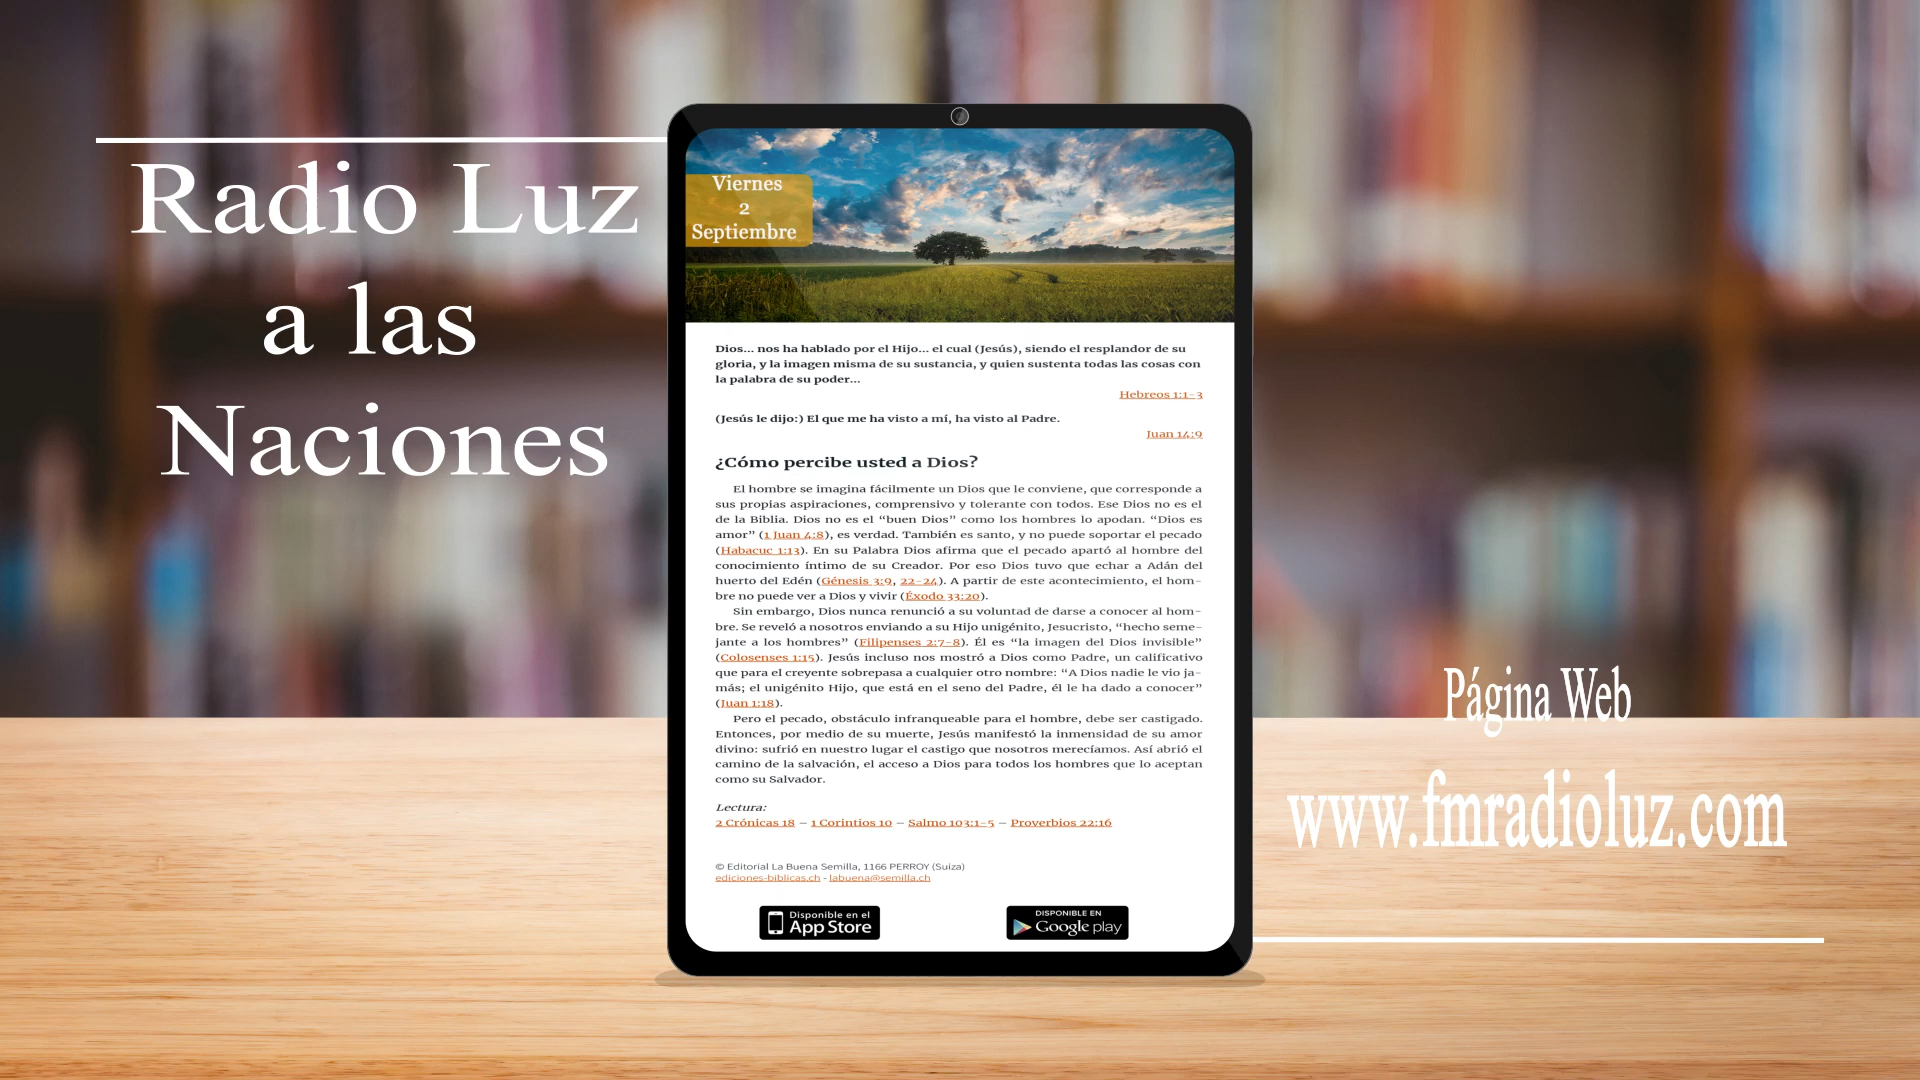 Radio Luz
a las
Naciones
Viernes
2
Septiembre
Dios... nos ha hablado por el Hijo... el cual (Jesús), siendo el resplandor de su
gloria, y la imagen misma de su sustancia, y quien sustenta todas las cosas con
la palabra de su poder...
Hebreos 1:1-3
(Jesús le dijo:) El que me ha visto a mí, ha visto al Padre.
Juan 14:9
¿Cómo percibe usted a Dios?
El hombre se imagina fácilmente un Dios que le conviene, que corresponde a
sus propias aspiraciones, comprensivo y tolerante con todos. Ese Dios no es el
de la Biblia. Dios no es el “buen Dios” como los hombres lo apodan. “Dios es
amor” (1 Juan 4:8), es verdad. También es santo, y no puede soportar el pecado
(Habacuc 1:13). En su Palabra Dios afirma que el pecado apartó al hombre del
conocimiento íntimo de su Creador. Por eso Dios tuvo que echar a Adán del
huerto del Edén (Génesis 3:9, 22-24). A partir de este acontecimiento, el hom-
bre no puede ver a Dios y vivir (Éxodo 33:20).
Sin embargo, Dios nunca renunció a su voluntad de darse a conocer al hom-
bre. Se reveló a nosotros enviando a su Hijo unigénito, Jesucristo, “hecho seme-
jante a los hombres” (Filipenses 2:7-8). Él es “la imagen del Dios invisible”
(Colosenses 1:15). Jesús incluso nos mostró a Dios como Padre, un calificativo
que para el creyente sobrepasa a cualquier otro nombre: “A Dios nadie le vio ja-
más; el unigénito Hijo, que está en el seno del Padre, él le ha dado a conocer”
(Juan 1:18).
Pero el pecado, obstáculo infranqueable para el hombre, debe ser castigado.
Entonces, por medio de su muerte, Jesús manifestó la inmensidad de su amor
divino: sufrió en nuestro lugar el castigo que nosotros merecíamos. Así abrió el
camino de la salvación, el acceso a Dios para todos los hombres que lo aceptan
como su Salvador.
Lectura:
2 Crónicas 18 – 1 Corintios 10 – Salmo 103:1-5 – Proverbios 22:16
© Editorial La Buena Semilla, 1166 PERROY (Suiza)
ediciones-biblicas.ch - labuena@semilla.ch
Disponible en el
App Store
DISPONIBLE EN
Google play
Página Web
www.fmradioluz.com